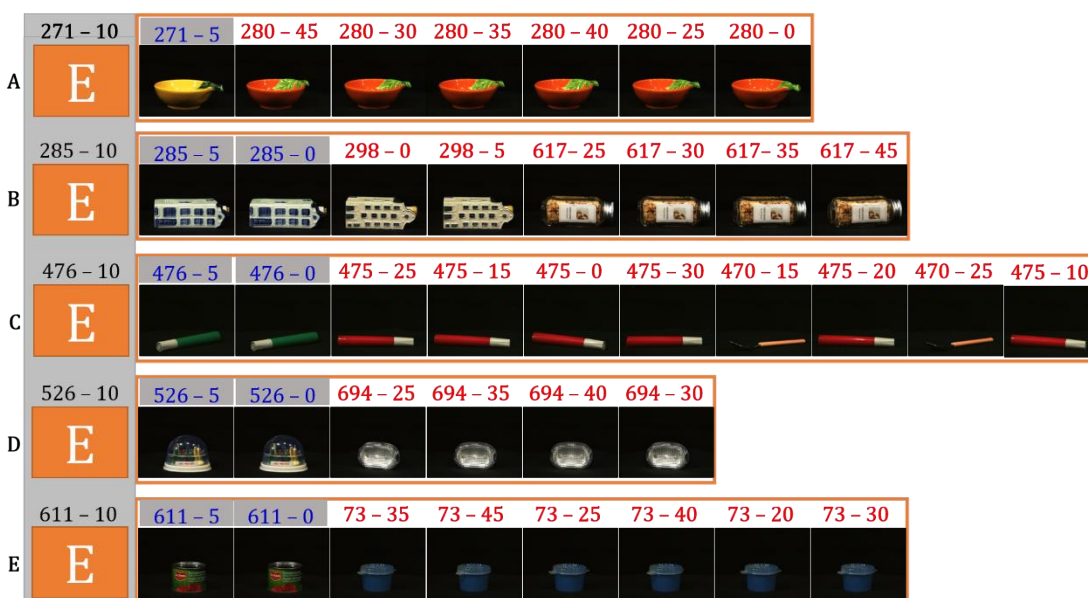 271 – 10 271 – 5 280 – 45 280 – 30 280 – 35 280 – 40 280 – 25 280 – 0
A E
285 – 10 285 – 5 285 – 0 298 – 0 298 – 5 617 – 25 617 – 30 617 – 35 617 – 45
B E
476 – 10 476 – 5 476 – 0 475 – 25 475 – 15 475 – 0 475 – 30 470 – 15 475 – 20 470 – 25 475 – 10
C E
526 – 10 526 – 5 526 – 0 694 – 25 694 – 35 694 – 40 694 – 30
D E
611 – 10 611 – 5 611 – 0 73 – 35 73 – 45 73 – 25 73 – 40 73 – 20 73 – 30
E E